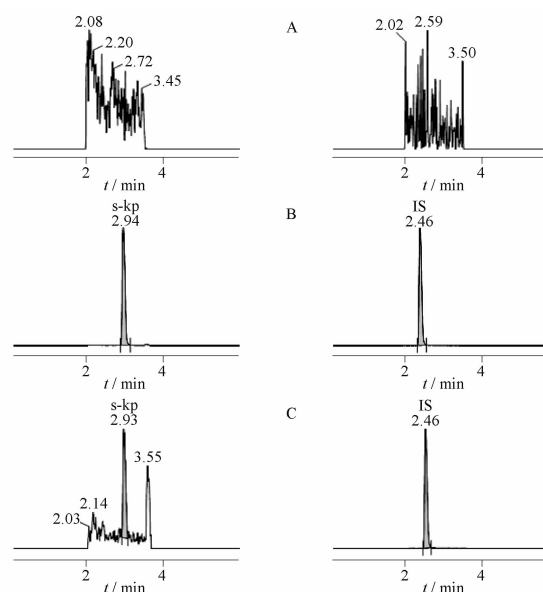 2.08
2.20
2.72
3.45
A
2.02
2.59
3.50
2 4
t / min
2 4
t / min
s-kp
2.94
B
IS
2.46
2 4
t / min
2 4
t / min
s-kp
2.93
3.55
2.14
2.03
C
IS
2.46
2 4
t / min
2 4
t / min